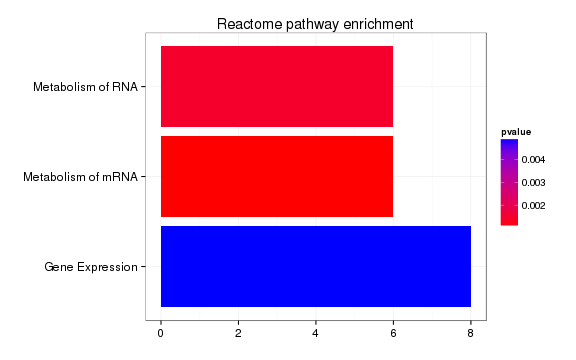 Reactome pathway enrichment
Metabolism of RNA
Metabolism of mRNA
Gene Expression
0 2 4 6 8
pvalue
0.004
0.003
0.002